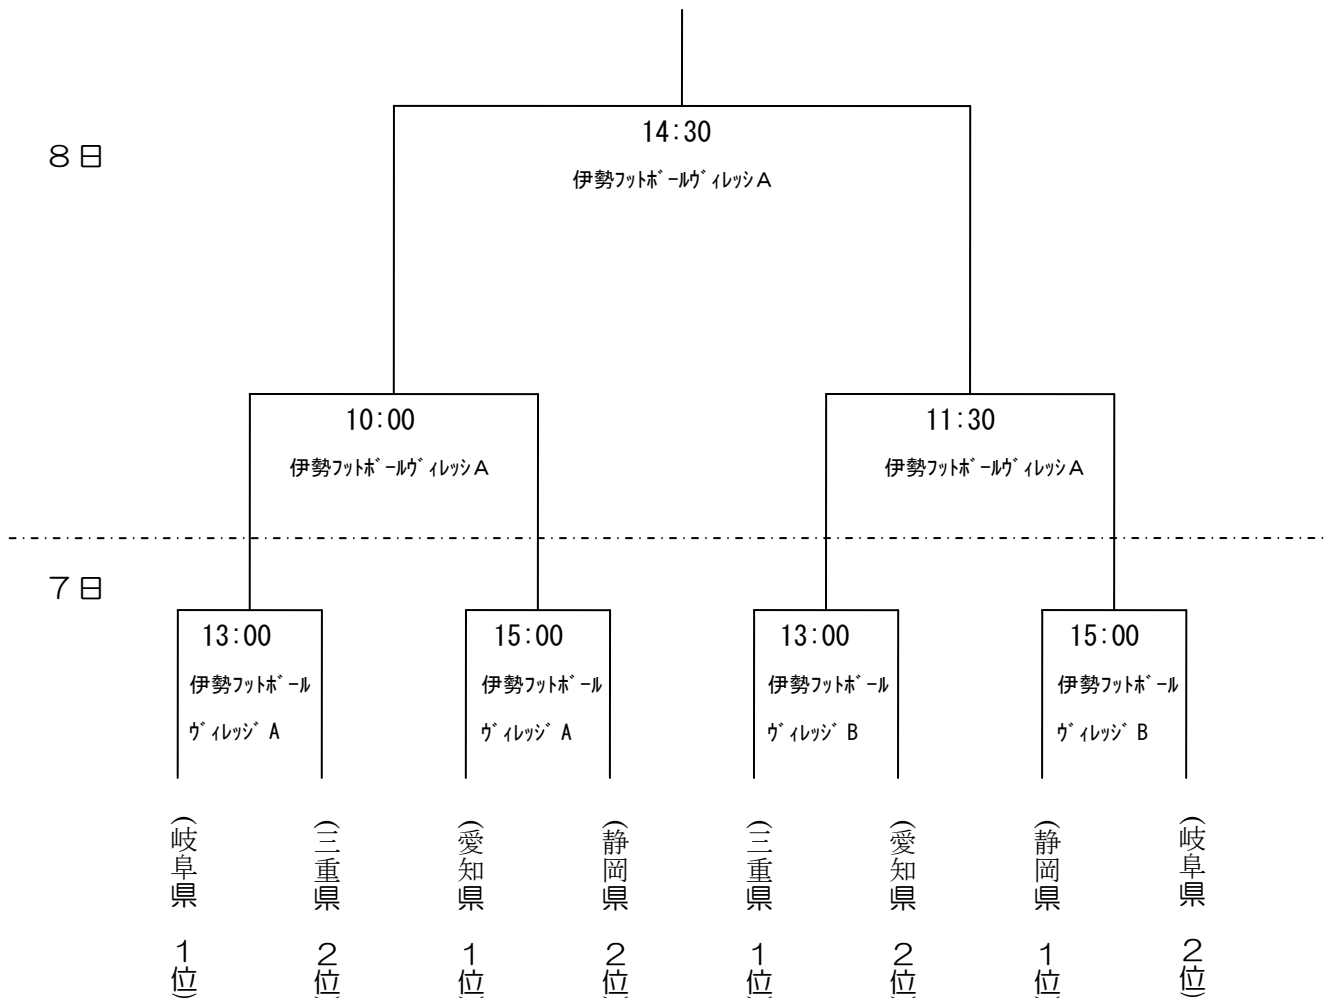 14:30
8日
伊勢ﾌｯﾄﾎﾞｰﾙｳﾞｨﾚｯｼA
10:00
11:30
伊勢ﾌｯﾄﾎﾞｰﾙｳﾞｨﾚｯｼA
伊勢ﾌｯﾄﾎﾞｰﾙｳﾞｨﾚｯｼA
7日
13:00
15:00
13:00
15:00
伊勢ﾌｯﾄﾎﾞｰﾙ
ｳﾞｨﾚｯｼﾞ A
伊勢ﾌｯﾄﾎﾞｰﾙ
ｳﾞｨﾚｯｼﾞ A
伊勢ﾌｯﾄﾎﾞｰﾙ
ｳﾞｨﾚｯｼﾞ B
伊勢ﾌｯﾄﾎﾞｰﾙ
ｳﾞｨﾚｯｼﾞ B
(岐阜県 1位)
(三重県 2位)
(愛知県 1位)
(静岡県 2位)
(三重県 1位)
(愛知県 2位)
(静岡県 1位)
(岐阜県 2位)